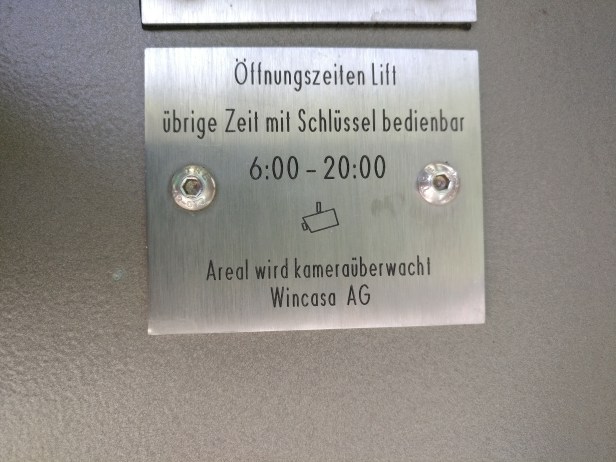 Öffnungszeiten Lift
übrige Zeit mit Schlüssel bedienbar
6:00 – 20:00
Areal wird kameraüberwacht
Wincasa AG